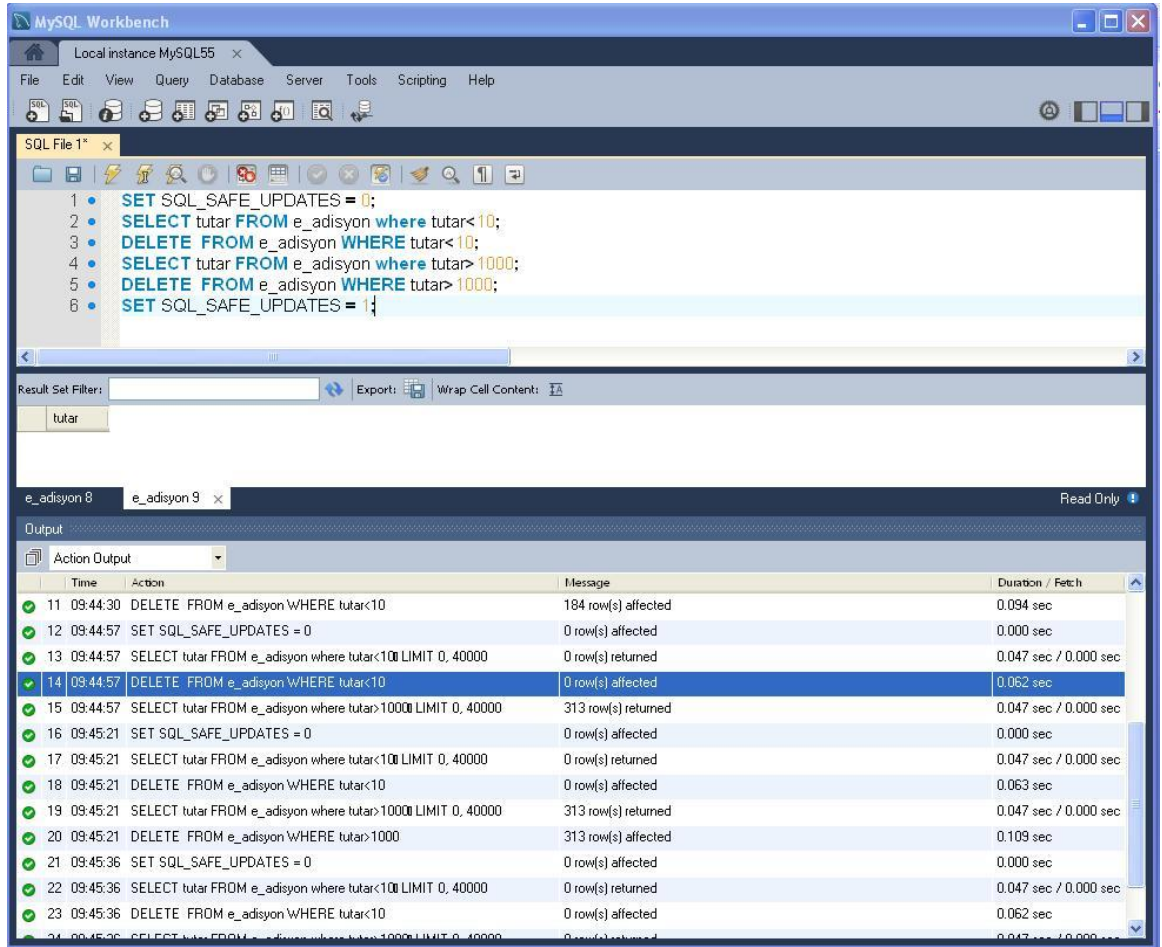 MySQL Workbench
Local instance MySQL55
File Edit View Query Database Server Tools Scripting Help
SQL File 1*
1 SET SQL_SAFE_UPDATES = 0;
2 SELECT tutar FROM e_adisyon where tutar<10;
3 DELETE FROM e_adisyon WHERE tutar<10;
4 SELECT tutar FROM e_adisyon where tutar>1000;
5 DELETE FROM e_adisyon WHERE tutar>1000;
6 SET SQL_SAFE_UPDATES = 1;
Result Set Filter: Export: Wrap Cell Content:
tutar
e_adisyon 8 e_adisyon 9 Read Only
Output
Action Output
Time Action Message Duration / Fetch
11 09:44:30 DELETE FROM e_adisyon WHERE tutar<10 184 row(s) affected 0.094 sec
12 09:44:57 SET SQL_SAFE_UPDATES = 0 0 row(s) affected 0.000 sec
13 09:44:57 SELECT tutar FROM e_adisyon where tutar<10 LIMIT 0, 40000 0 row(s) returned 0.047 sec / 0.000 sec
14 09:44:57 DELETE FROM e_adisyon WHERE tutar<10 0 row(s) affected 0.062 sec
15 09:44:57 SELECT tutar FROM e_adisyon where tutar>1000 LIMIT 0, 40000 313 row(s) returned 0.047 sec / 0.000 sec
16 09:45:21 SET SQL_SAFE_UPDATES = 0 0 row(s) affected 0.000 sec
17 09:45:21 SELECT tutar FROM e_adisyon where tutar<10 LIMIT 0, 40000 0 row(s) returned 0.047 sec / 0.000 sec
18 09:45:21 DELETE FROM e_adisyon WHERE tutar<10 0 row(s) affected 0.063 sec
19 09:45:21 SELECT tutar FROM e_adisyon where tutar>1000 LIMIT 0, 40000 313 row(s) returned 0.047 sec / 0.000 sec
20 09:45:21 DELETE FROM e_adisyon WHERE tutar>1000 313 row(s) affected 0.109 sec
21 09:45:36 SET SQL_SAFE_UPDATES = 0 0 row(s) affected 0.000 sec
22 09:45:36 SELECT tutar FROM e_adisyon where tutar<10 LIMIT 0, 40000 0 row(s) returned 0.047 sec / 0.000 sec
23 09:45:36 DELETE FROM e_adisyon WHERE tutar<10 0 row(s) affected 0.062 sec